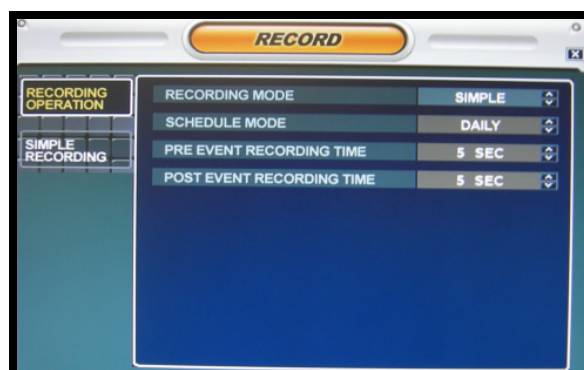 RECORD
RECORDING
OPERATION
SIMPLE
RECORDING
RECORDING MODE SIMPLE
SCHEDULE MODE DAILY
PRE EVENT RECORDING TIME 5 SEC
POST EVENT RECORDING TIME 5 SEC